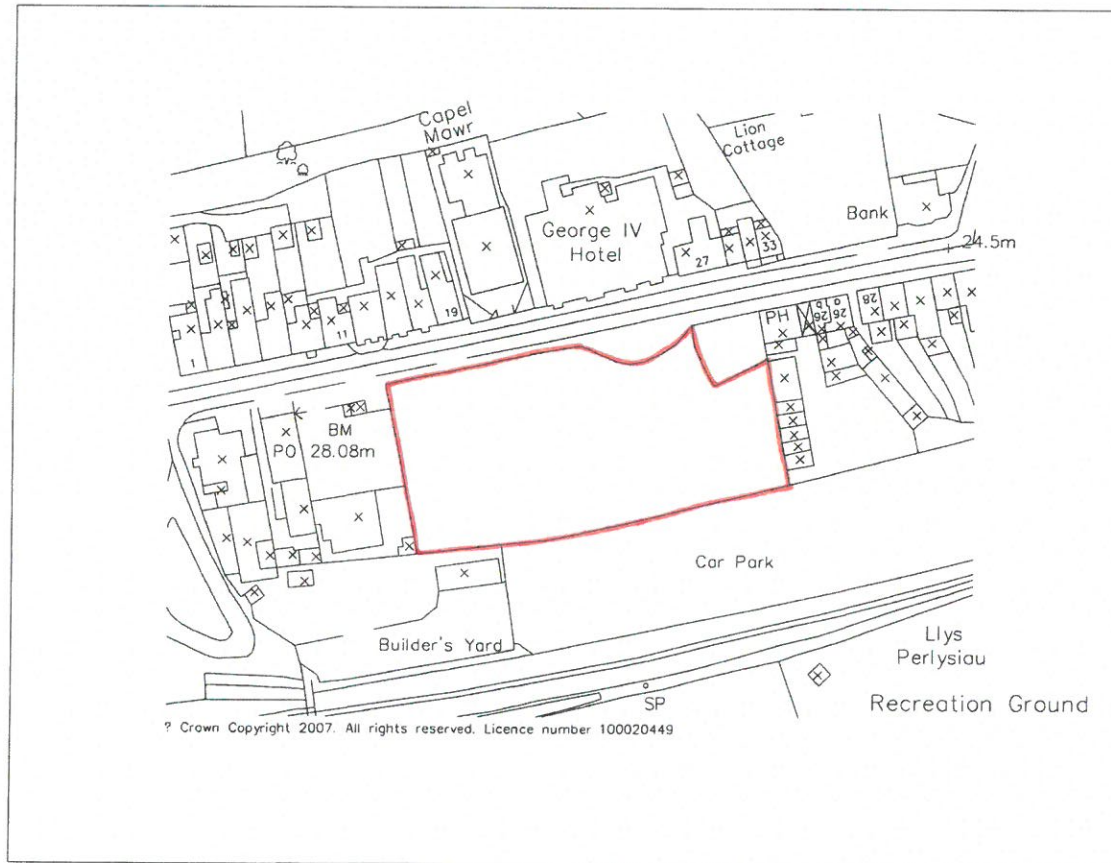 Capel
Mawr
Lion
Cottage
George IV
Hotel
Bank
24.5m
27
33
19
11
1
PH
26b
26a
28
BM
28.08m
PO
Car Park
Builder's Yard
Llys
Perlysiau
SP
Recreation Ground
? Crown Copyright 2007. All rights reserved. Licence number 100020449